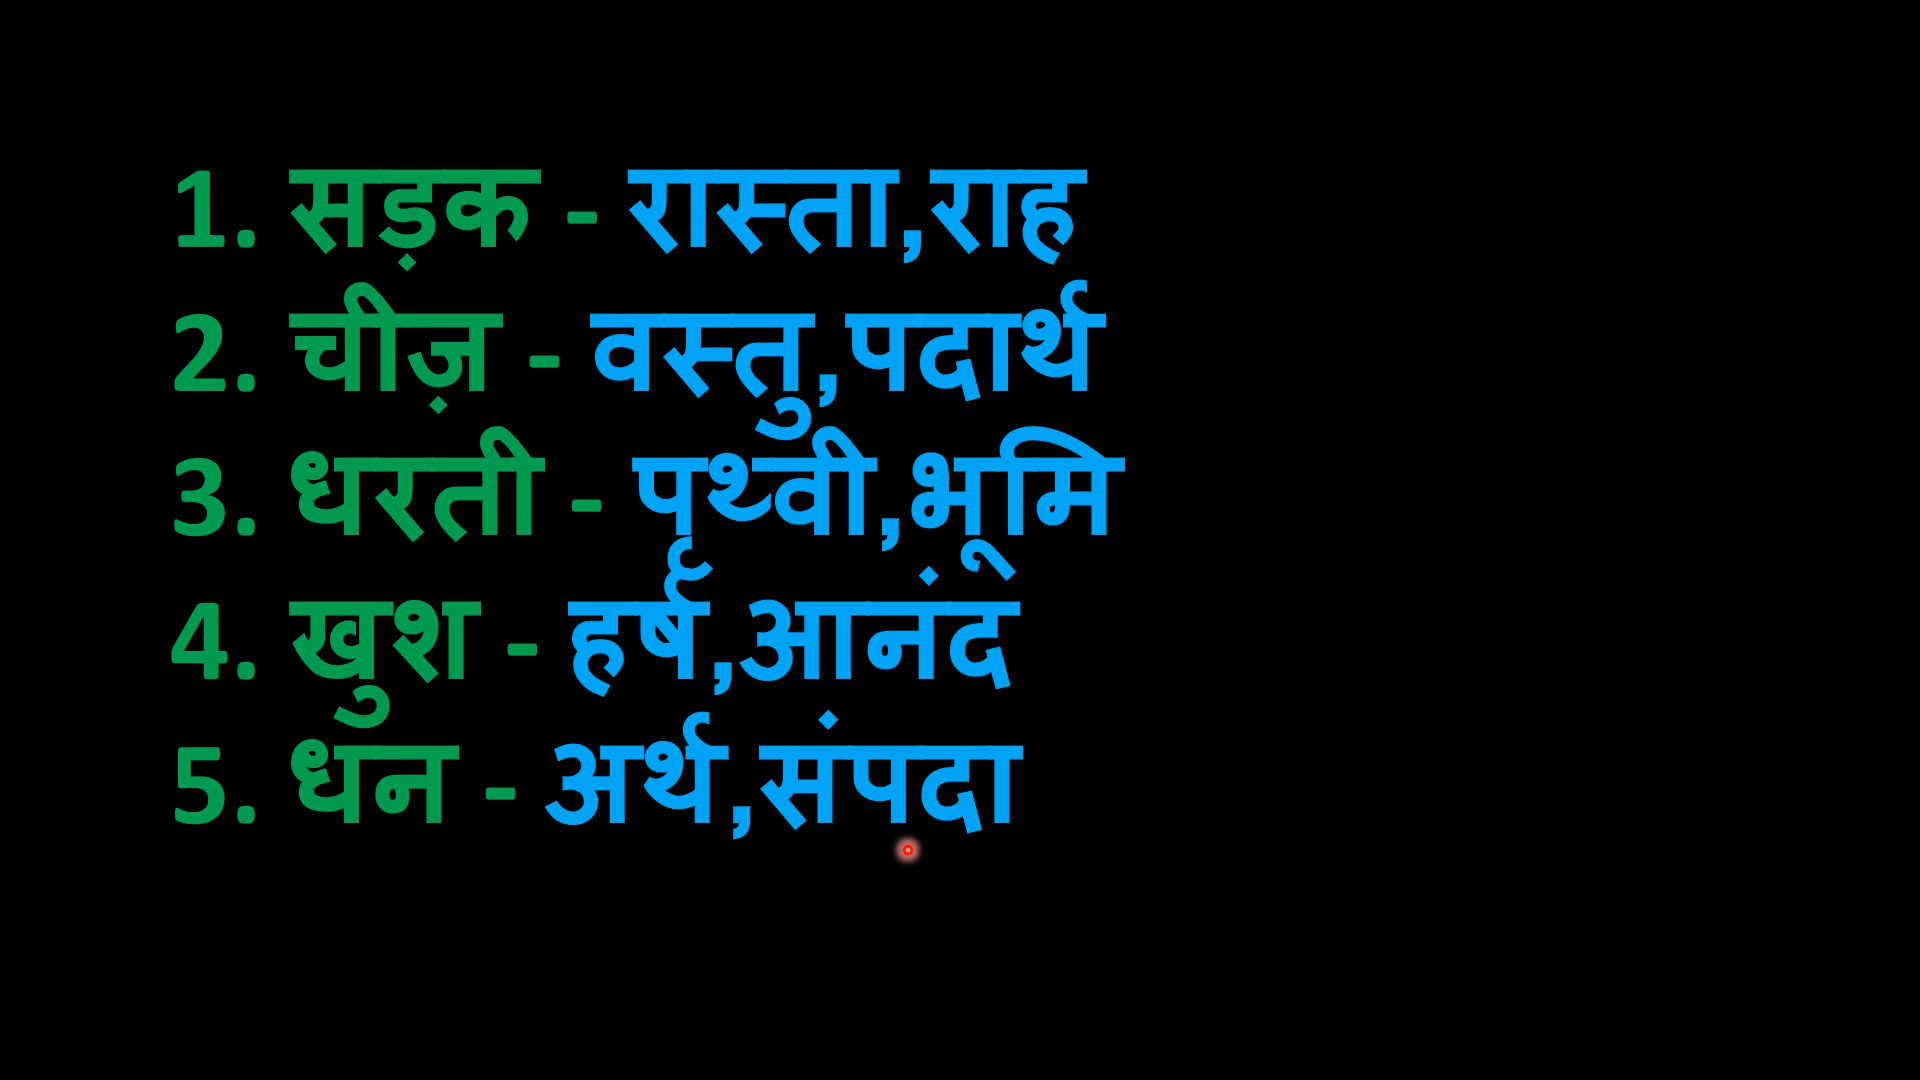 1. सड़क - रास्ता,राह
2. चीज़ - वस्तु,पदार्थ
3. धरती - पृथ्वी,भूमि
4. खुश - हर्ष,आनंद
5. धन - अर्थ,संपदा